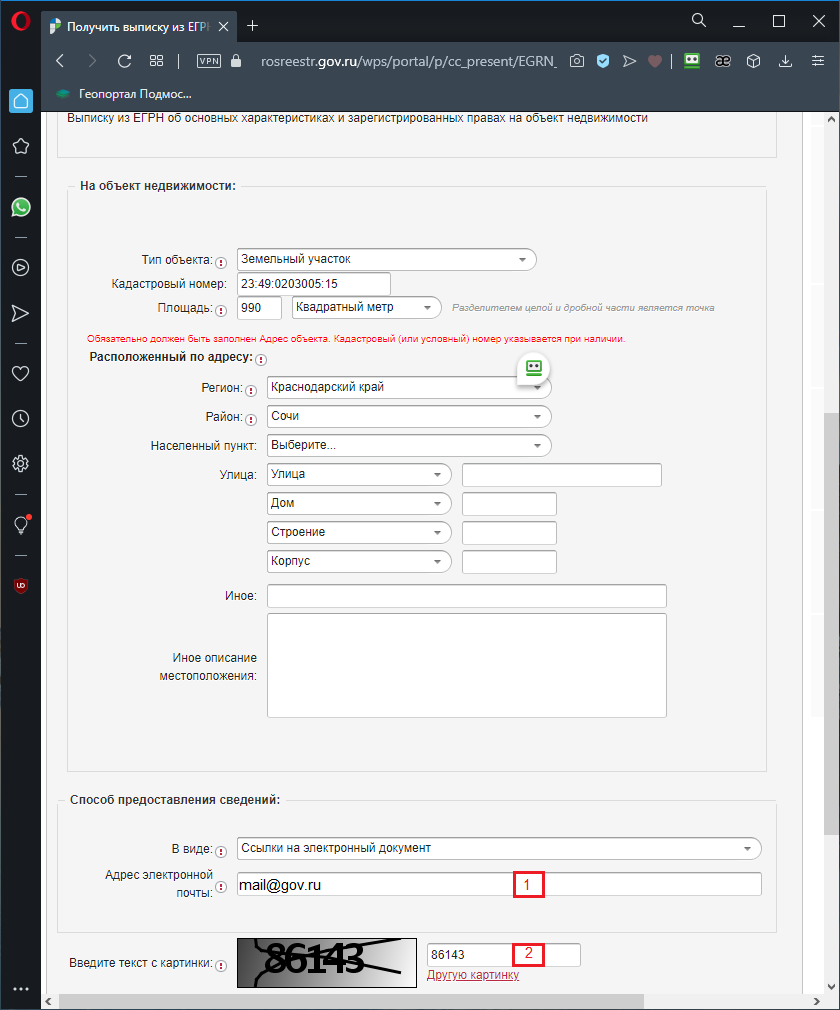 Получить выписку из ЕГРН
VPN
rosreestr.gov.ru/wps/portal/p/cc_present/EGRN_
Геопортал Подмос...
Выписку из ЕГРН об основных характеристиках и зарегистрированных правах на объект недвижимости
На объект недвижимости:
Тип объекта: Земельный участок
Кадастровый номер: 23:49:0203005:15
Площадь: 990 Квадратный метр Разделителем целой и дробной части является точка
Обязательно должен быть заполнен Адрес объекта. Кадастровый (или условный) номер указывается при наличии.
Расположенный по адресу:
Регион: Краснодарский край
Район: Сочи
Населенный пункт: Выберите...
Улица: Улица
Дом
Строение
Корпус
Иное:
Иное описание
местоположения:
Способ предоставления сведений:
В виде: Ссылки на электронный документ
Адрес электронной
почты: mail@gov.ru 1
Введите текст с картинки: 86143 86143 2
Другую картинку